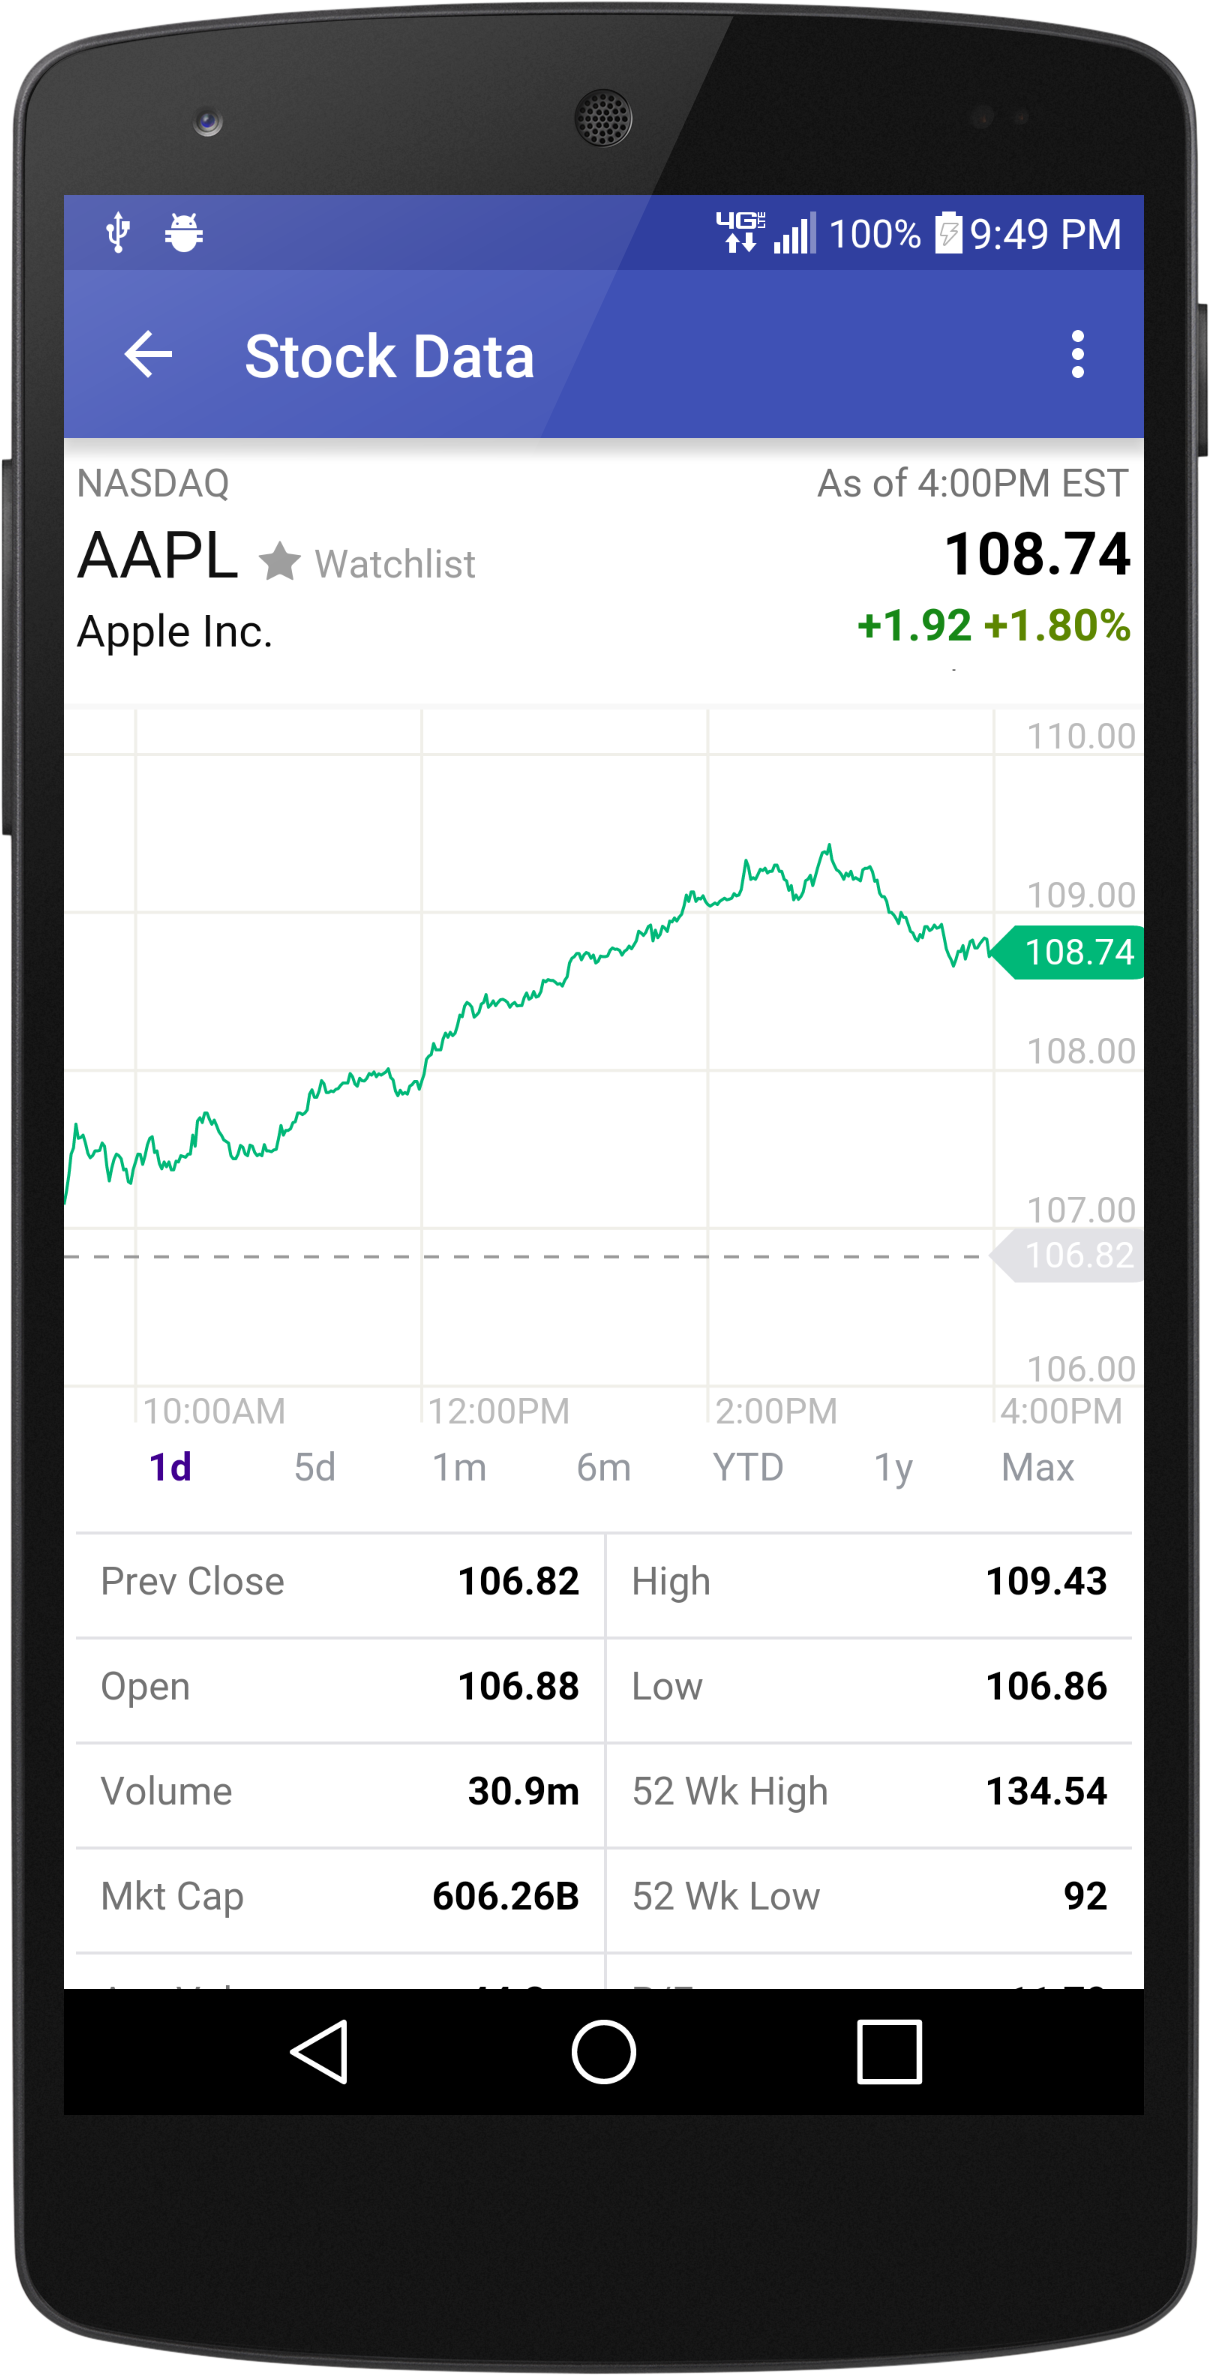 4G LTE 100% 9:49 PM
Stock Data
NASDAQ As of 4:00PM EST
AAPL Watchlist 108.74
Apple Inc. +1.92 +1.80%
110.00
109.00
108.74
108.00
107.00
106.82
106.00
10:00AM 12:00PM 2:00PM 4:00PM
1d 5d 1m 6m YTD 1y Max
Prev Close 106.82 High 109.43
Open 106.88 Low 106.86
Volume 30.9m 52 Wk High 134.54
Mkt Cap 606.26B 52 Wk Low 92